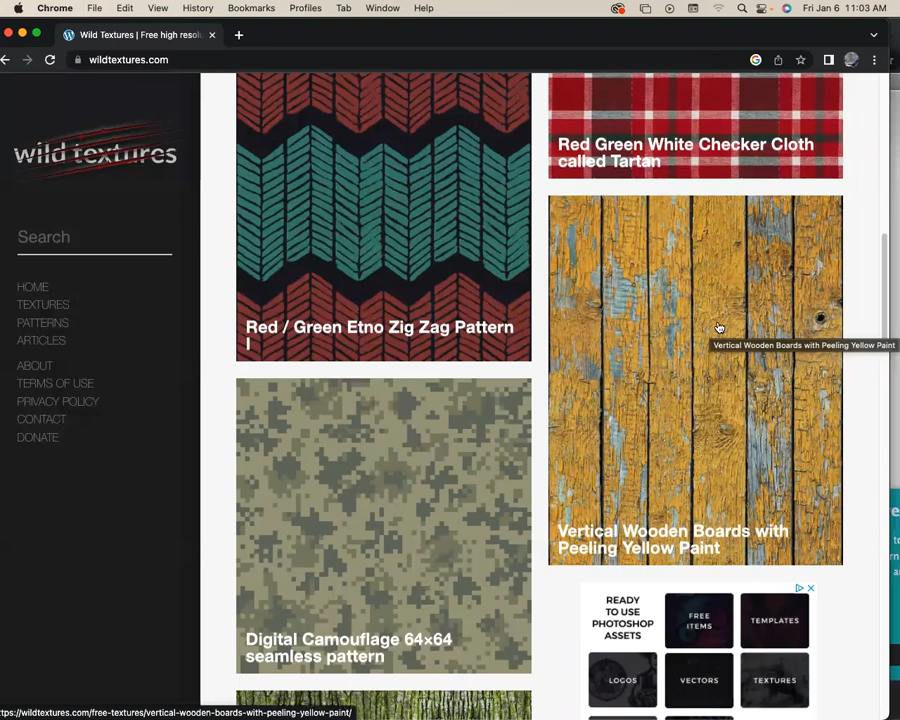 Chrome File Edit View History Bookmarks Profiles Tab Window Help Fri Jan 6 11:03 AM
Wild Textures | Free high resolu
wildtextures.com
wild textures
Search
HOME
TEXTURES
PATTERNS
ARTICLES
ABOUT
TERMS OF USE
PRIVACY POLICY
CONTACT
DONATE
Red Green White Checker Cloth
called Tartan
Red / Green Etno Zig Zag Pattern
I
Vertical Wooden Boards with Peeling Yellow Paint
Vertical Wooden Boards with
Peeling Yellow Paint
Digital Camouflage 64×64
seamless pattern
READY
TO USE
PHOTOSHOP
ASSETS
FREE
ITEMS
TEMPLATES
LOGOS
VECTORS
TEXTURES
ttps://wildtextures.com/free-textures/vertical-wooden-boards-with-peeling-yellow-paint/